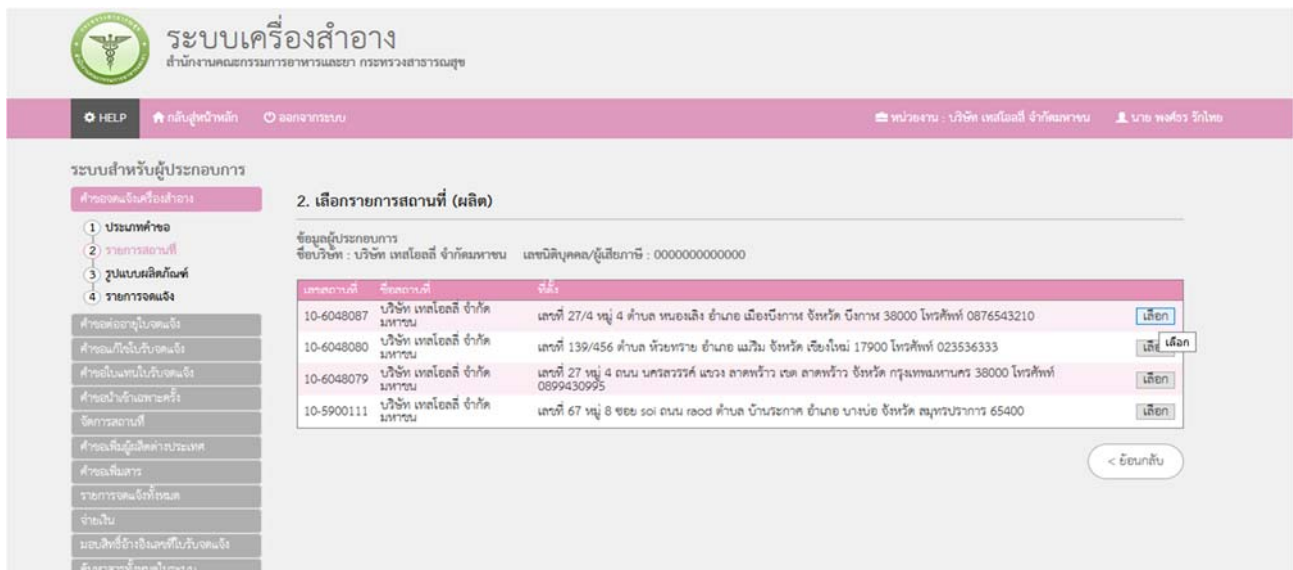 ระบบเครื่องสำอาง
สำนักงานคณะกรรมการอาหารและยา กระทรวงสาธารณสุข
HELP กลับสู่หน้าหลัก ออกจากระบบ หน่วยงาน : บริษัท เทสโอลลี่ จำกัดมหาชน นาย พงศ์ธร รักไทย
ระบบสำหรับผู้ประกอบการ
คำขอจดแจ้งเครื่องสำอาง
1 ประเภทคำขอ
2 รายการสถานที่
3 รูปแบบผลิตภัณฑ์
4 รายการจดแจ้ง
คำขอต่ออายุใบจดแจ้ง
คำขอแก้ไขใบรับจดแจ้ง
คำขอใบแทนใบรับจดแจ้ง
คำขอนำเข้าเฉพาะครั้ง
จัดการสถานที่
คำขอเพิ่มผู้ผลิตต่างประเทศ
คำขอเพิ่มสาร
รายการจดแจ้งทั้งหมด
จ่ายเงิน
มอบสิทธิ์อ้างอิงเลขที่ใบรับจดแจ้ง
2. เลือกรายการสถานที่ (ผลิต)
ข้อมูลผู้ประกอบการ
ชื่อบริษัท : บริษัท เทสโอลลี่ จำกัดมหาชน เลขนิติบุคคล/ผู้เสียภาษี : 0000000000000
เลขสถานที่ ชื่อสถานที่ ที่ตั้ง
10-6048087 บริษัท เทสโอลลี่ จำกัด มหาชน เลขที่ 27/4 หมู่ 4 ตำบล หนองเลิง อำเภอ เมืองบึงกาฬ จังหวัด บึงกาฬ 38000 โทรศัพท์ 0876543210 เลือก
เลือก
10-6048080 บริษัท เทสโอลลี่ จำกัด มหาชน เลขที่ 139/456 ตำบล ห้วยทราย อำเภอ แม่ริม จังหวัด เชียงใหม่ 17900 โทรศัพท์ 023536333
10-6048079 บริษัท เทสโอลลี่ จำกัด มหาชน เลขที่ 27 หมู่ 4 ถนน นครสวรรค์ แขวง ลาดพร้าว เขต ลาดพร้าว จังหวัด กรุงเทพมหานคร 38000 โทรศัพท์ 0899430995 เลือก
10-5900111 บริษัท เทสโอลลี่ จำกัด มหาชน เลขที่ 67 หมู่ 8 ซอย soi ถนน raod ตำบล บ้านระกาศ อำเภอ บางบ่อ จังหวัด สมุทรปราการ 65400 เลือก
< ย้อนกลับ